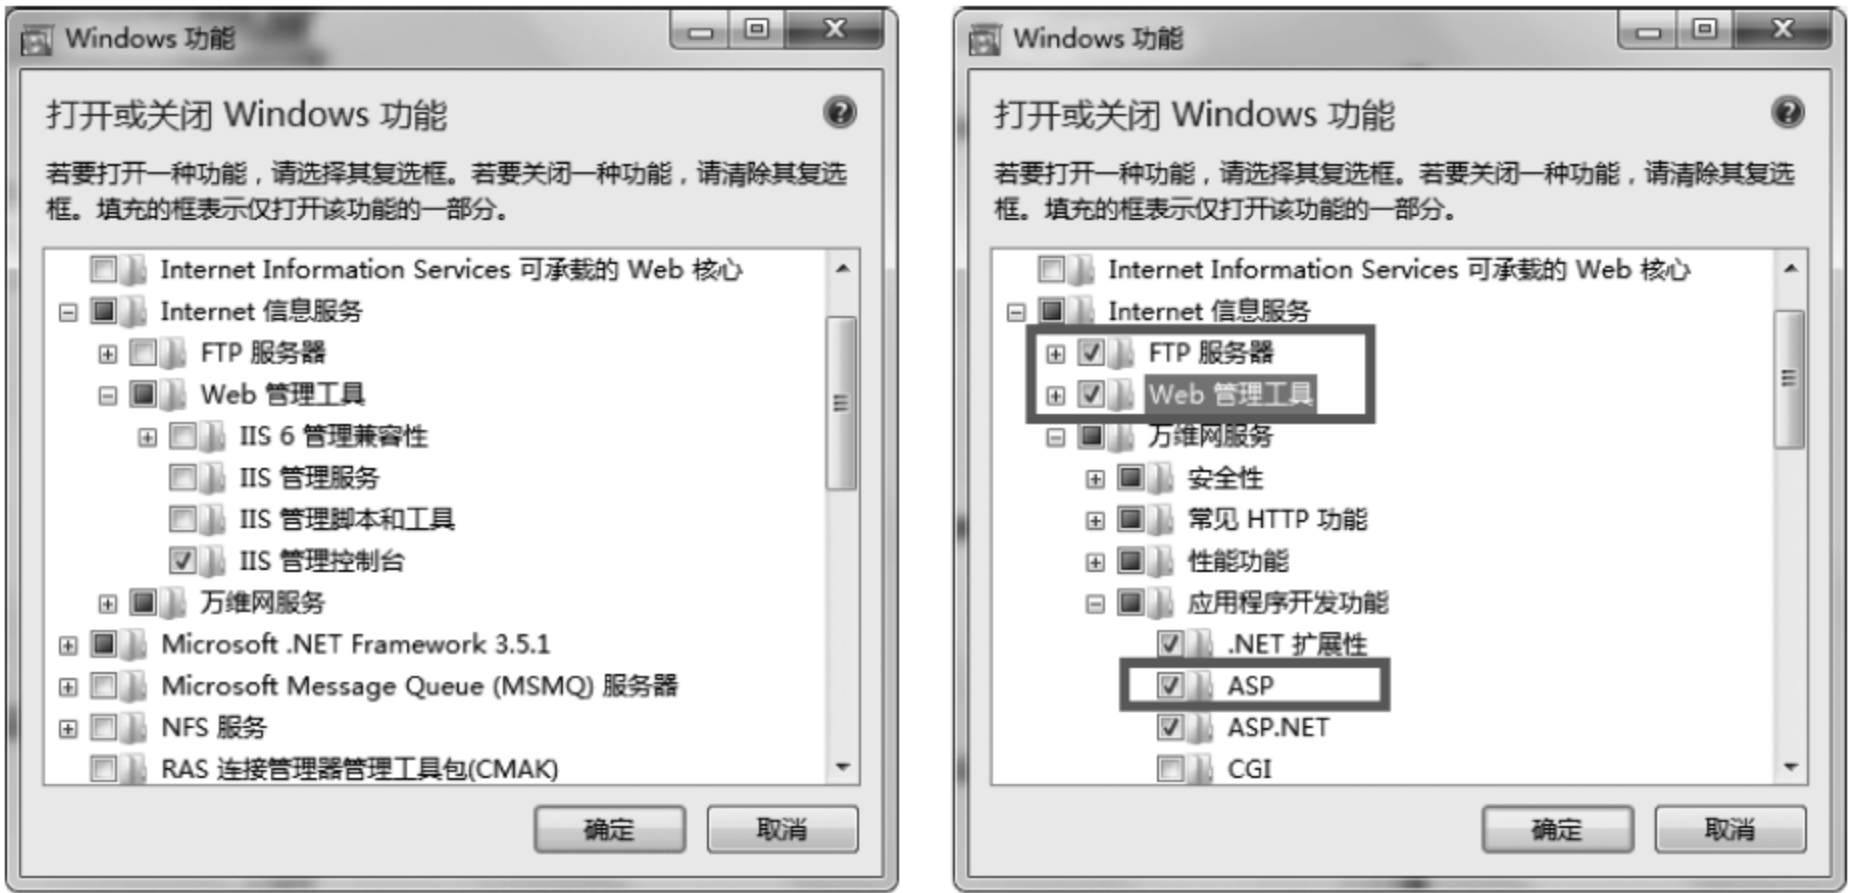 Windows 功能
打开或关闭 Windows 功能
若要打开一种功能，请选择其复选框。若要关闭一种功能，请清除其复选
框。填充的框表示仅打开该功能的一部分。
Internet Information Services 可承载的 Web 核心
Internet 信息服务
FTP 服务器
Web 管理工具
IIS 6 管理兼容性
IIS 管理服务
IIS 管理脚本和工具
IIS 管理控制台
万维网服务
Microsoft .NET Framework 3.5.1
Microsoft Message Queue (MSMQ) 服务器
NFS 服务
RAS 连接管理器管理工具包(CMAK)
确定
取消
Windows 功能
打开或关闭 Windows 功能
若要打开一种功能，请选择其复选框。若要关闭一种功能，请清除其复选
框。填充的框表示仅打开该功能的一部分。
Internet Information Services 可承载的 Web 核心
Internet 信息服务
FTP 服务器
Web 管理工具
万维网服务
安全性
常见 HTTP 功能
性能功能
应用程序开发功能
.NET 扩展性
ASP
ASP.NET
CGI
确定
取消